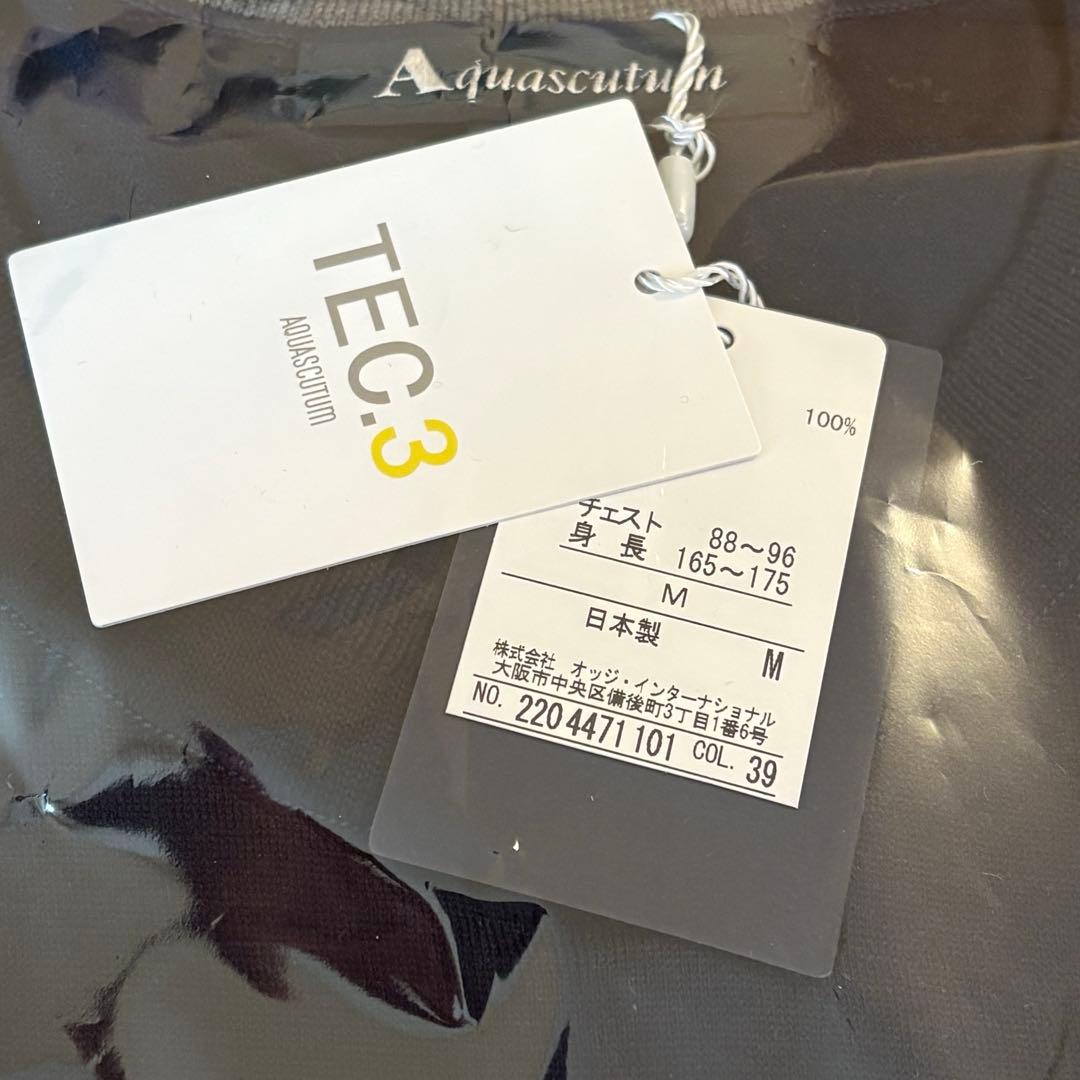 Aquascutum
TEC.3
AQUASCUTUM
100%
チェスト 88～96
身 長 165～175
M
日本製
M
株式会社 オッジ・インターナショナル
大阪市中央区備後町3丁目1番6号
NO. 220 4471 101 COL. 39